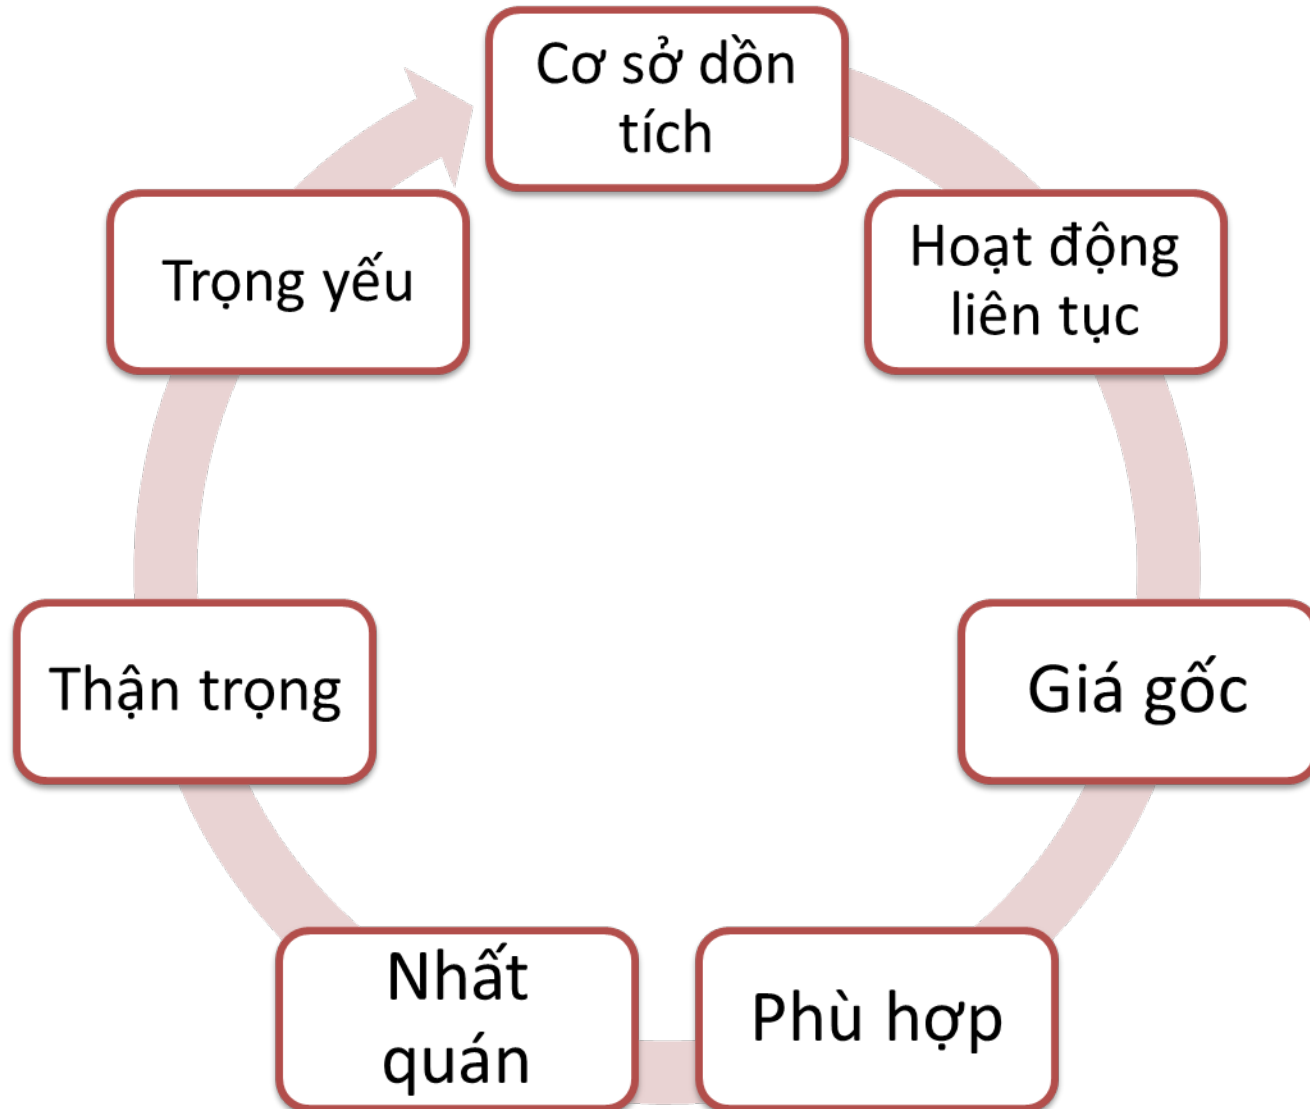 Cơ sở dồn
tích
Hoạt động
liên tục
Giá gốc
Phù hợp
Nhất
quán
Thận trọng
Trọng yếu